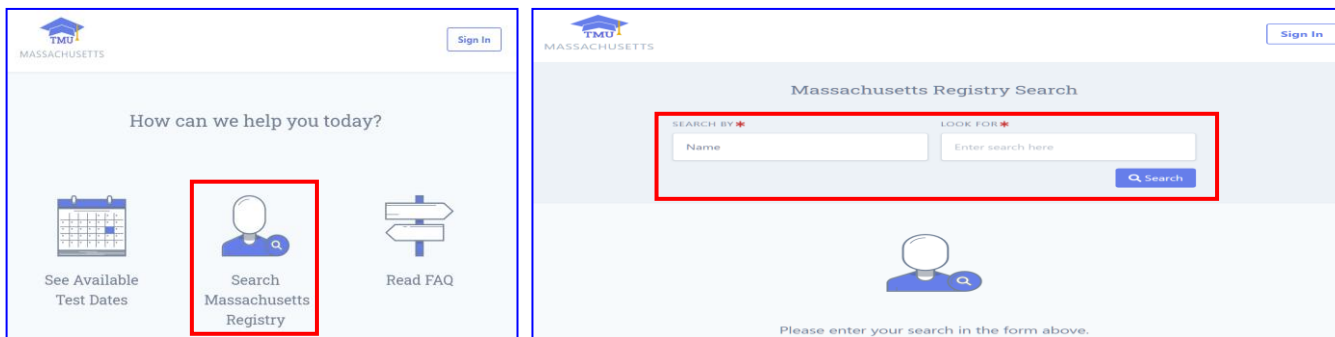 TMU
MASSACHUSETTS
Sign In
How can we help you today?
See Available
Test Dates
Search
Massachusetts
Registry
Read FAQ
TMU
MASSACHUSETTS
Sign In
Massachusetts Registry Search
SEARCH BY*
LOOK FOR*
Name
Enter search here
Search
Please enter your search in the form above.